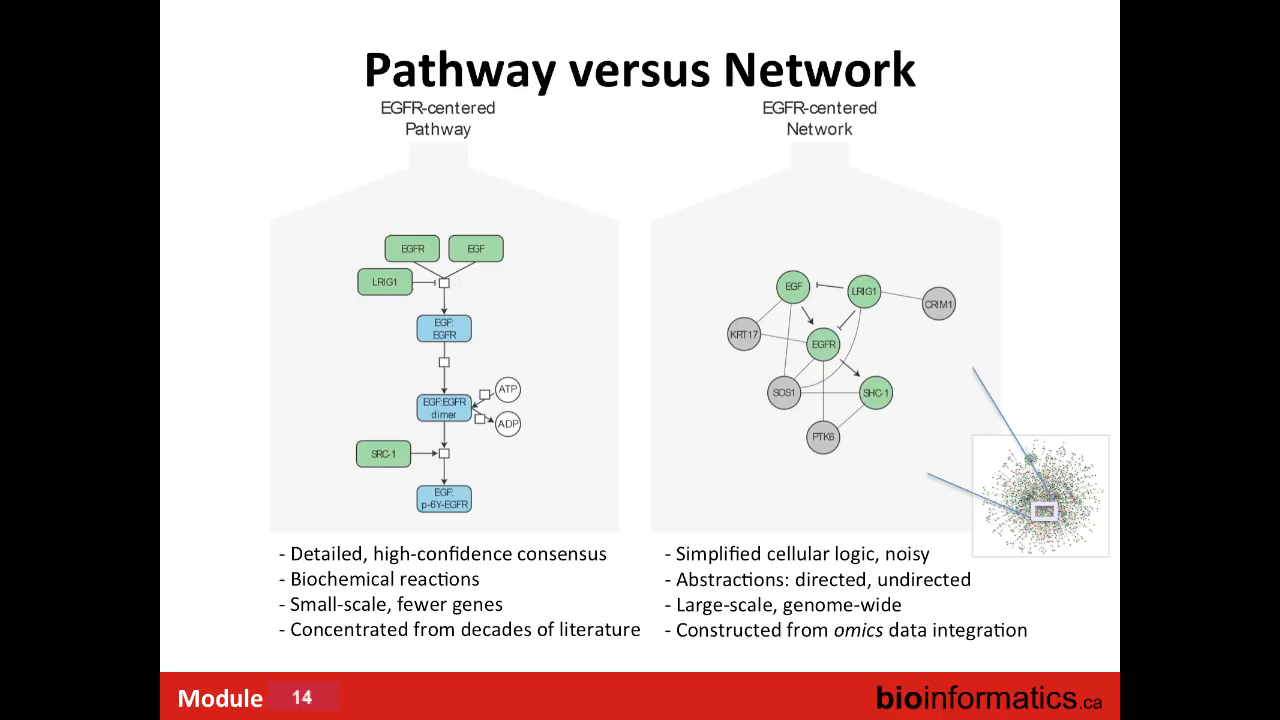 Pathway versus Network
EGFR-centered
Pathway
EGFR
EGF
LRIG1
EGF:
EGFR
EGF:EGFR
dimer
ATP
ADP
SRC-1
EGF:
p-6Y-EGFR
EGFR-centered
Network
EGF
LRIG1
CRIM1
KRT17
EGFR
SOS1
SHC-1
PTK6
- Detailed, high-confidence consensus
- Biochemical reactions
- Small-scale, fewer genes
- Concentrated from decades of literature
- Simplified cellular logic, noisy
- Abstractions: directed, undirected
- Large-scale, genome-wide
- Constructed from omics data integration
Module 14
bioinformatics.ca